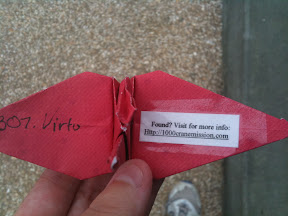 307. Virto
Found? Visit for more info:
Http://1000cranemission.com